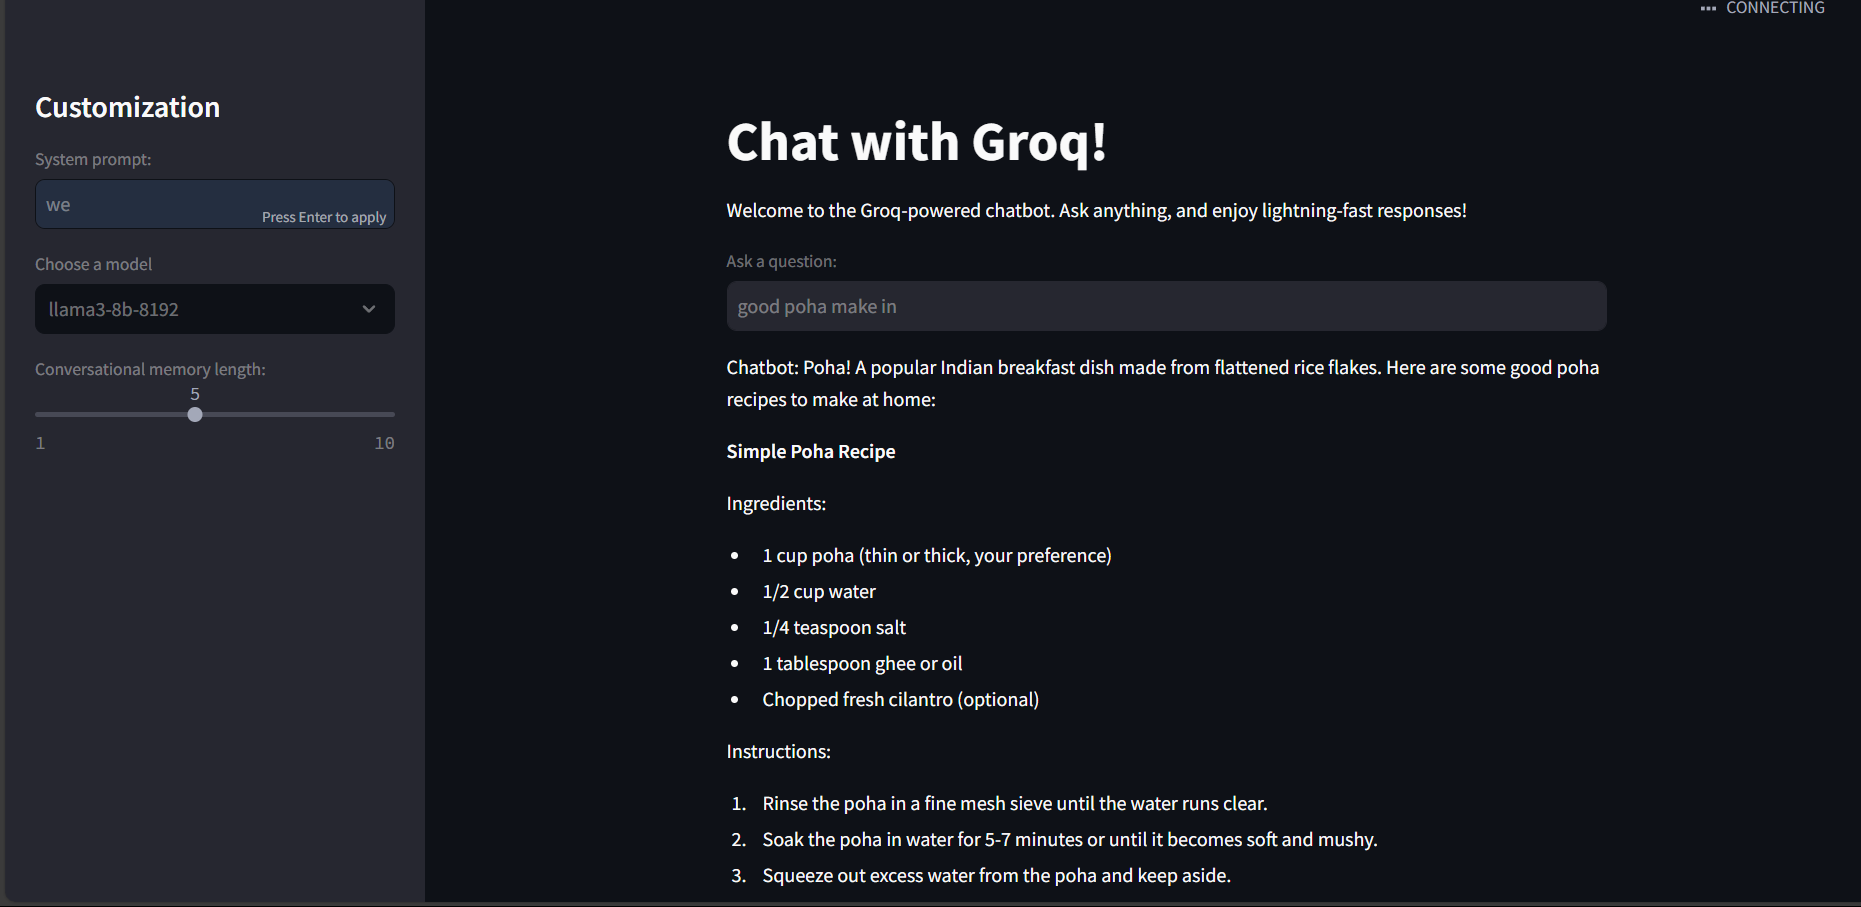 CONNECTING
Customization
System prompt:
we
Press Enter to apply
Choose a model
llama3-8b-8192
Conversational memory length:
5
1 10
Chat with Groq!
Welcome to the Groq-powered chatbot. Ask anything, and enjoy lightning-fast responses!
Ask a question:
good poha make in
Chatbot: Poha! A popular Indian breakfast dish made from flattened rice flakes. Here are some good poha
recipes to make at home:
Simple Poha Recipe
Ingredients:
• 1 cup poha (thin or thick, your preference)
• 1/2 cup water
• 1/4 teaspoon salt
• 1 tablespoon ghee or oil
• Chopped fresh cilantro (optional)
Instructions:
1. Rinse the poha in a fine mesh sieve until the water runs clear.
2. Soak the poha in water for 5-7 minutes or until it becomes soft and mushy.
3. Squeeze out excess water from the poha and keep aside.